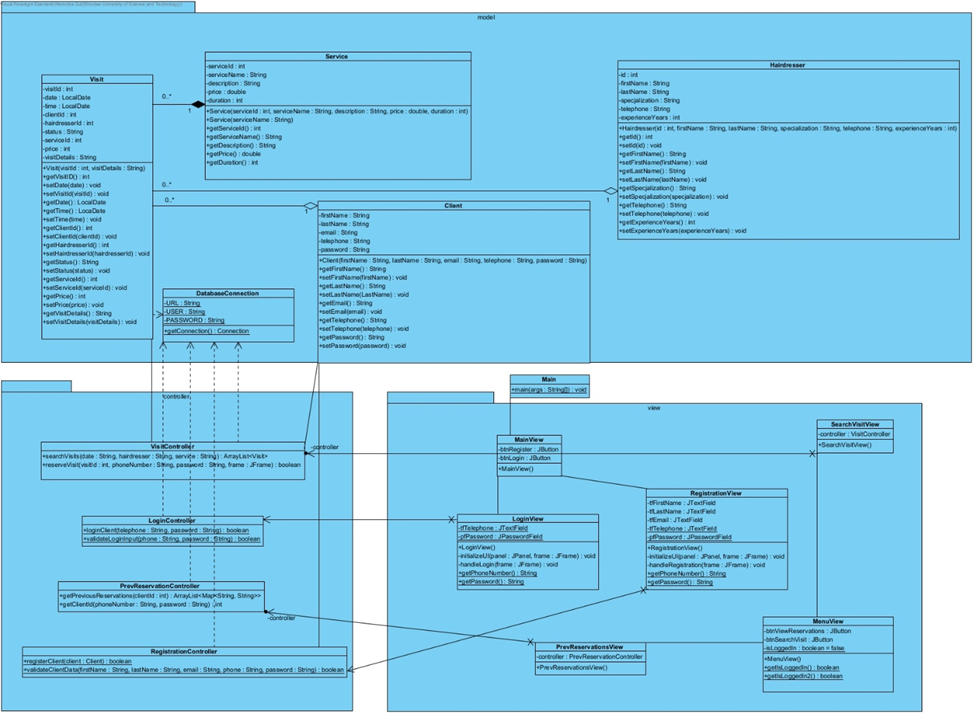 model
Visit
-visitId : int
-date : LocalDate
-time : LocalDate
-clientId : int
-hairdresserId : int
-status : String
-serviceId : int
-price : int
-visitDetails : String
+Visit(visitId : int, visitDetails : String)
+getVisitID() : int
+setDate(date) : void
+setVisitId(visitId) : void
+getDate() : LocalDate
+getTime() : LocalDate
+setTime(time) : void
+getClientId() : int
+setClientId(clientId) : void
+getHairdresserId() : int
+setHairdresserId(hairdresserId) : void
+getStatus() : String
+setStatus(status) : void
+getServiceId() : int
+setServiceId(serviceId) : void
+getPrice() : int
+setPrice(price) : void
+getVisitDetails() : String
+setVisitDetails(visitDetails) : void
0..*
1
0..*
1
0..*
1
Service
-serviceId : int
-serviceName : String
-description : String
-price : double
-duration : int
+Service(serviceId : int, serviceName : String, description : String, price : double, duration : int)
+Service(serviceName : String)
+getServiceId() : int
+getServiceName() : String
+getDescription() : String
+getPrice() : double
+getDuration() : int
Hairdresser
-id : int
-firstName : String
-lastName : String
-specjalization : String
-telephone : String
-experienceYears : int
+Hairdresser(id : int, firstName : String, lastName : String, specialization : String, telephone : String, experienceYears : int)
+getId() : int
+setId(id) : void
+getFirstName() : String
+setFirstName(firstName) : void
+getLastName() : String
+setLastName(lastName) : void
+getSpecjalization() : String
+setSpecjalization(specjalization) : void
+getTelephone() : String
+setTelephone(telephone) : void
+getExperienceYears() : int
+setExperienceYears(experienceYears) : void
Client
-firstName : String
-lastName : String
-email : String
-telephone : String
-password : String
+Client(firstName : String, lastName : String, email : String, telephone : String, password : String)
+getFirstName() : String
+setFirstName(firstName) : void
+getLastName() : String
+setLastName(LastName) : void
+getEmail() : String
+setEmail(email) : void
+getTelephone() : String
+setTelephone(telephone) : void
+getPassword() : String
+setPassword(password) : void
DatabaseConnection
-URL : String
-USER : String
-PASSWORD : String
+getConnection() : Connection
controller
VisitController
+searchVisits(date : String, hairdresser : String, service : String) : ArrayList<Visit>
+reserveVisit(visitId : int, phoneNumber : String, password : String, frame : JFrame) : boolean
-controller
LoginController
+loginClient(telephone : String, password : String) : boolean
+validateLoginInput(phone : String, password : String) : boolean
PrevReservationController
+getPreviousReservations(clientId : int) : ArrayList<Map<String, String>>
+getClientId(phoneNumber : String, password : String) : int
-controller
RegistrationController
+registerClient(client : Client) : boolean
+validateClientData(firstName : String, lastName : String, email : String, phone : String, password : String) : boolean
Main
+main(args : String[]) : void
view
MainView
-btnRegister : JButton
-btnLogin : JButton
+MainView()
SearchVisitView
-controller : VisitController
+SearchVisitView()
RegistrationView
-tfFirstName : JTextField
-tfLastName : JTextField
-tfEmail : JTextField
-tfTelephone : JTextField
-pfPassword : JPasswordField
+RegistrationView()
-initializeUI(panel : JPanel, frame : JFrame) : void
-handleRegistration(frame : JFrame) : void
+getPhoneNumber() : String
+getPassword() : String
LoginView
-tfTelephone : JTextField
-pfPassword : JPasswordField
+LoginView()
-initializeUI(panel : JPanel, frame : JFrame) : void
-handleLogin(frame : JFrame) : void
+getPhoneNumber() : String
+getPassword() : String
PrevReservationsView
-controller : PrevReservationController
+PrevReservationsView()
MenuView
-btnViewReservations : JButton
-btnSearchVisit : JButton
-isLoggedIn : boolean = false
+MenuView()
+getIsLoggedIn() : boolean
+getIsLoggedIn2() : boolean